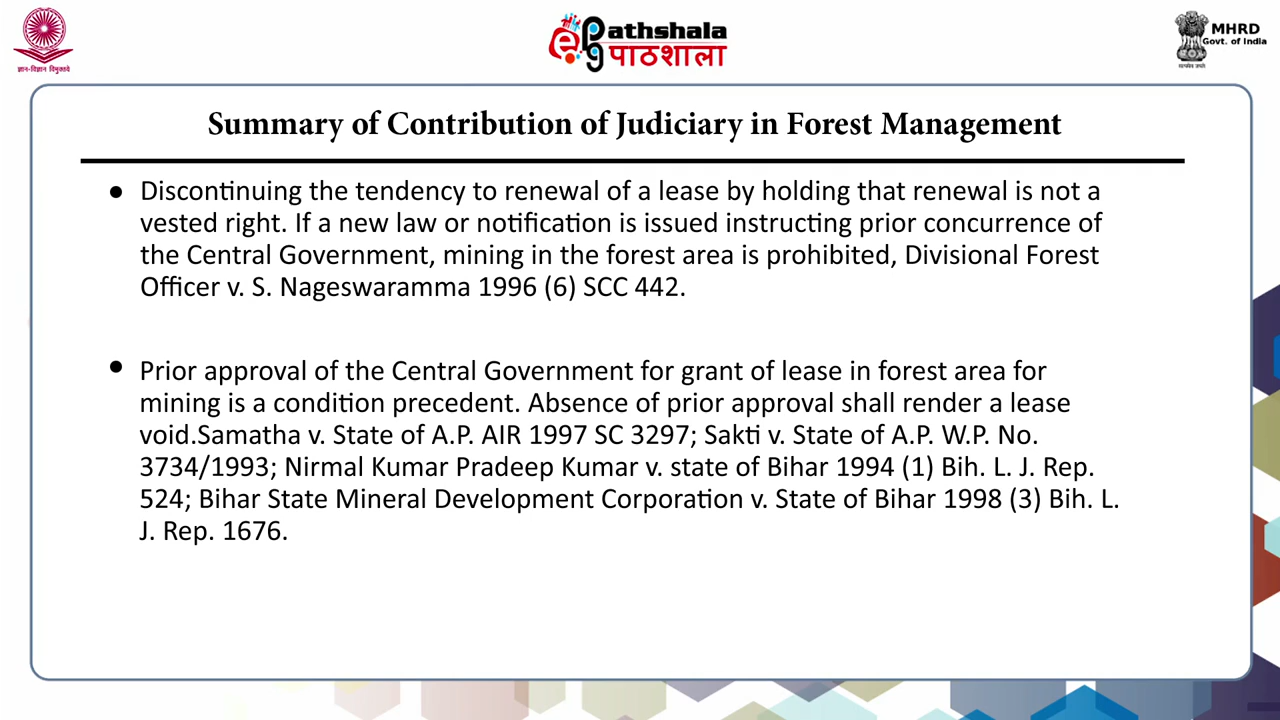 ज्ञान-विज्ञान विमुक्तये
ePathshala
पाठशाला
MHRD
Govt. of India
सत्यमेव जयते
Summary of Contribution of Judiciary in Forest Management
• Discontinuing the tendency to renewal of a lease by holding that renewal is not a
vested right. If a new law or notification is issued instructing prior concurrence of
the Central Government, mining in the forest area is prohibited, Divisional Forest
Officer v. S. Nageswaramma 1996 (6) SCC 442.
• Prior approval of the Central Government for grant of lease in forest area for
mining is a condition precedent. Absence of prior approval shall render a lease
void.Samatha v. State of A.P. AIR 1997 SC 3297; Sakti v. State of A.P. W.P. No.
3734/1993; Nirmal Kumar Pradeep Kumar v. state of Bihar 1994 (1) Bih. L. J. Rep.
524; Bihar State Mineral Development Corporation v. State of Bihar 1998 (3) Bih. L.
J. Rep. 1676.